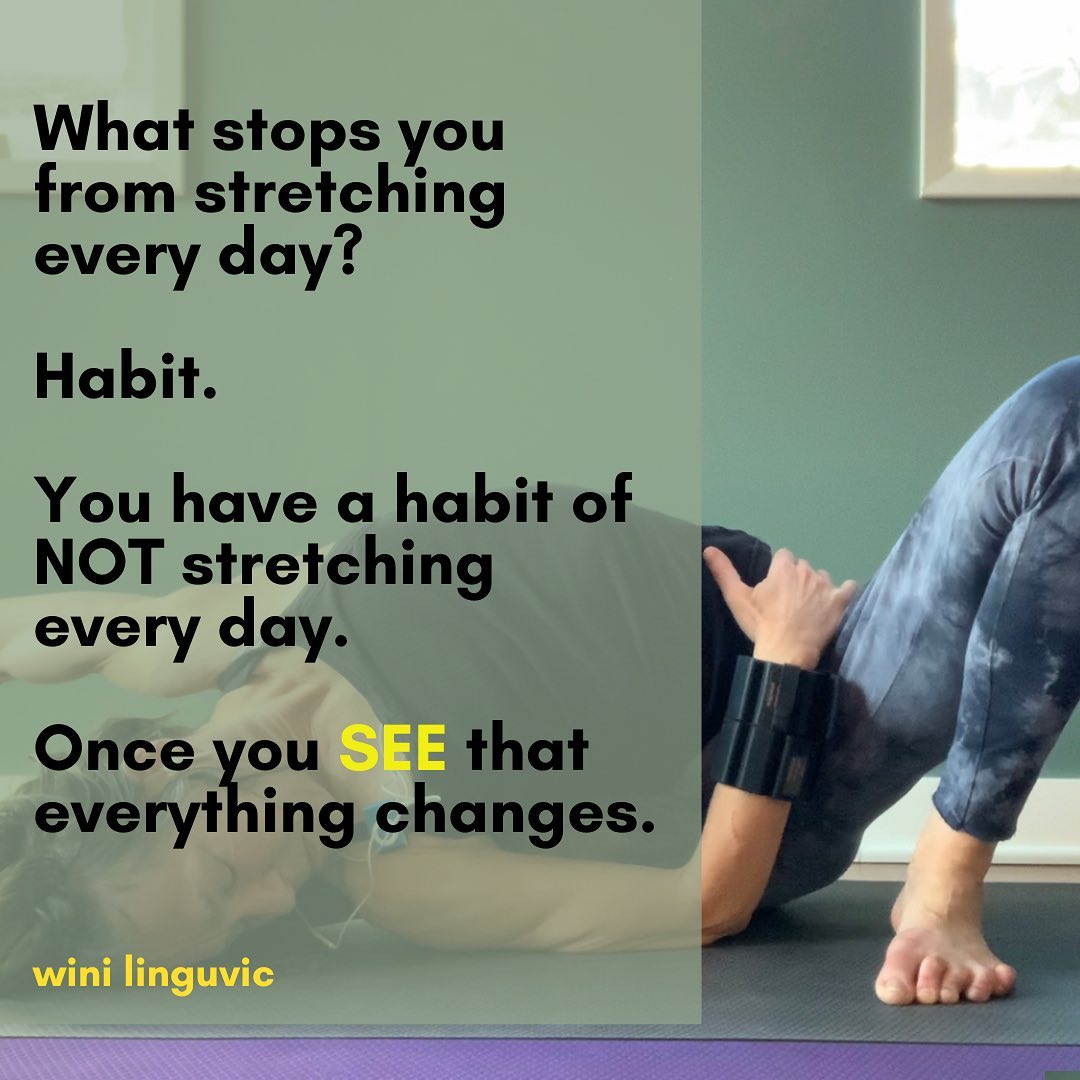 What stops you
from stretching
every day?
Habit.
You have a habit of
NOT stretching
every day.
Once you SEE that
everything changes.
wini linguvic